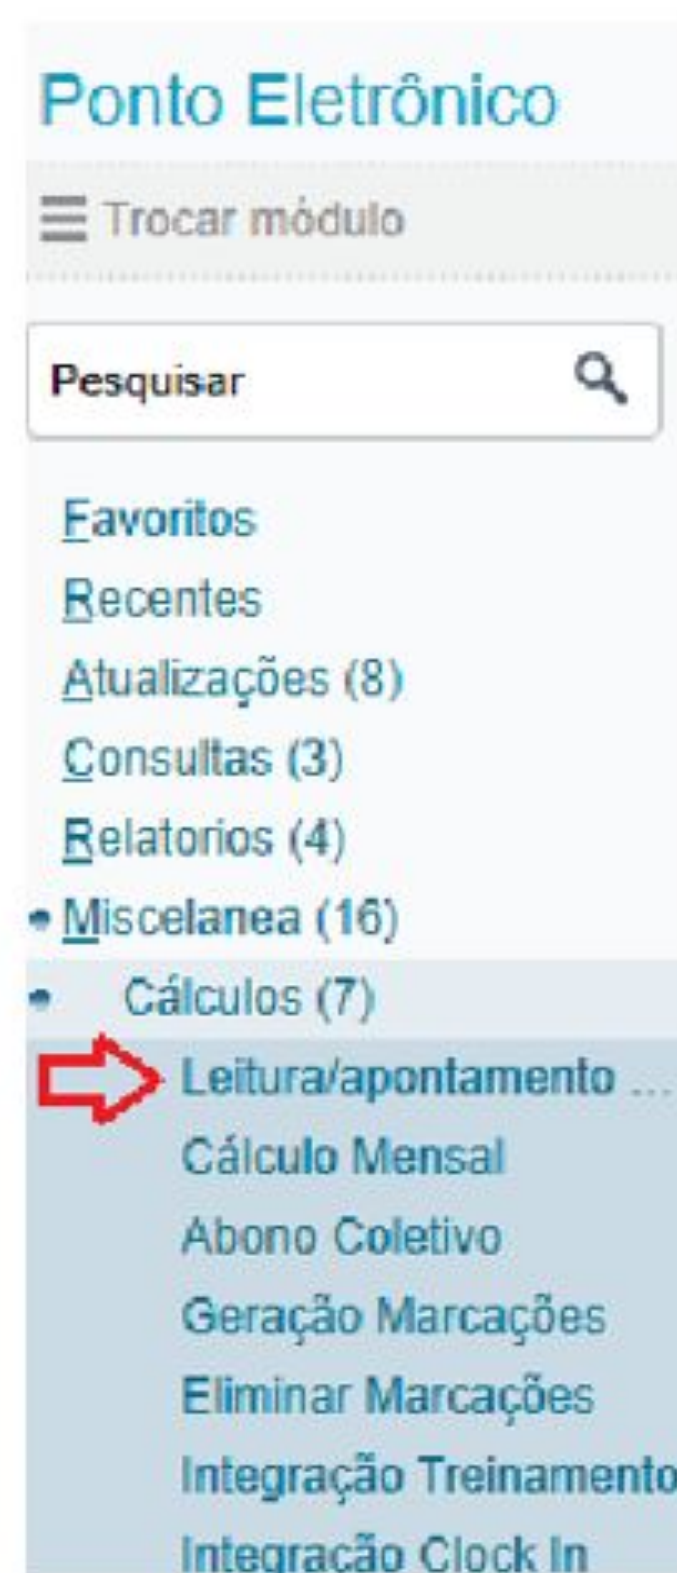 Ponto Eletrônico
Trocar módulo
Pesquisar
Favoritos
Recentes
Atualizações (8)
Consultas (3)
Relatorios (4)
Miscelanea (16)
Cálculos (7)
Leitura/apontamento ...
Cálculo Mensal
Abono Coletivo
Geração Marcações
Eliminar Marcações
Integração Treinamento
Integração Clock In